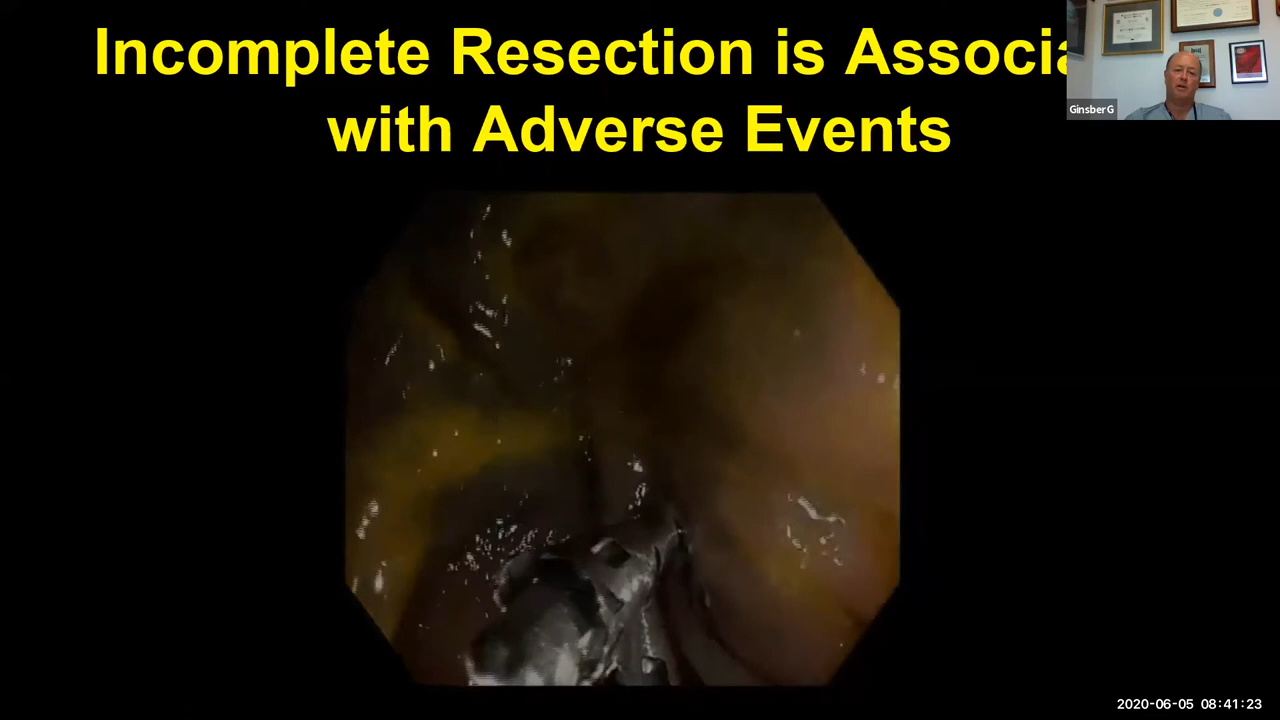 Incomplete Resection is Associa
with Adverse Events
GinsberG
2020-06-05 08:41:23